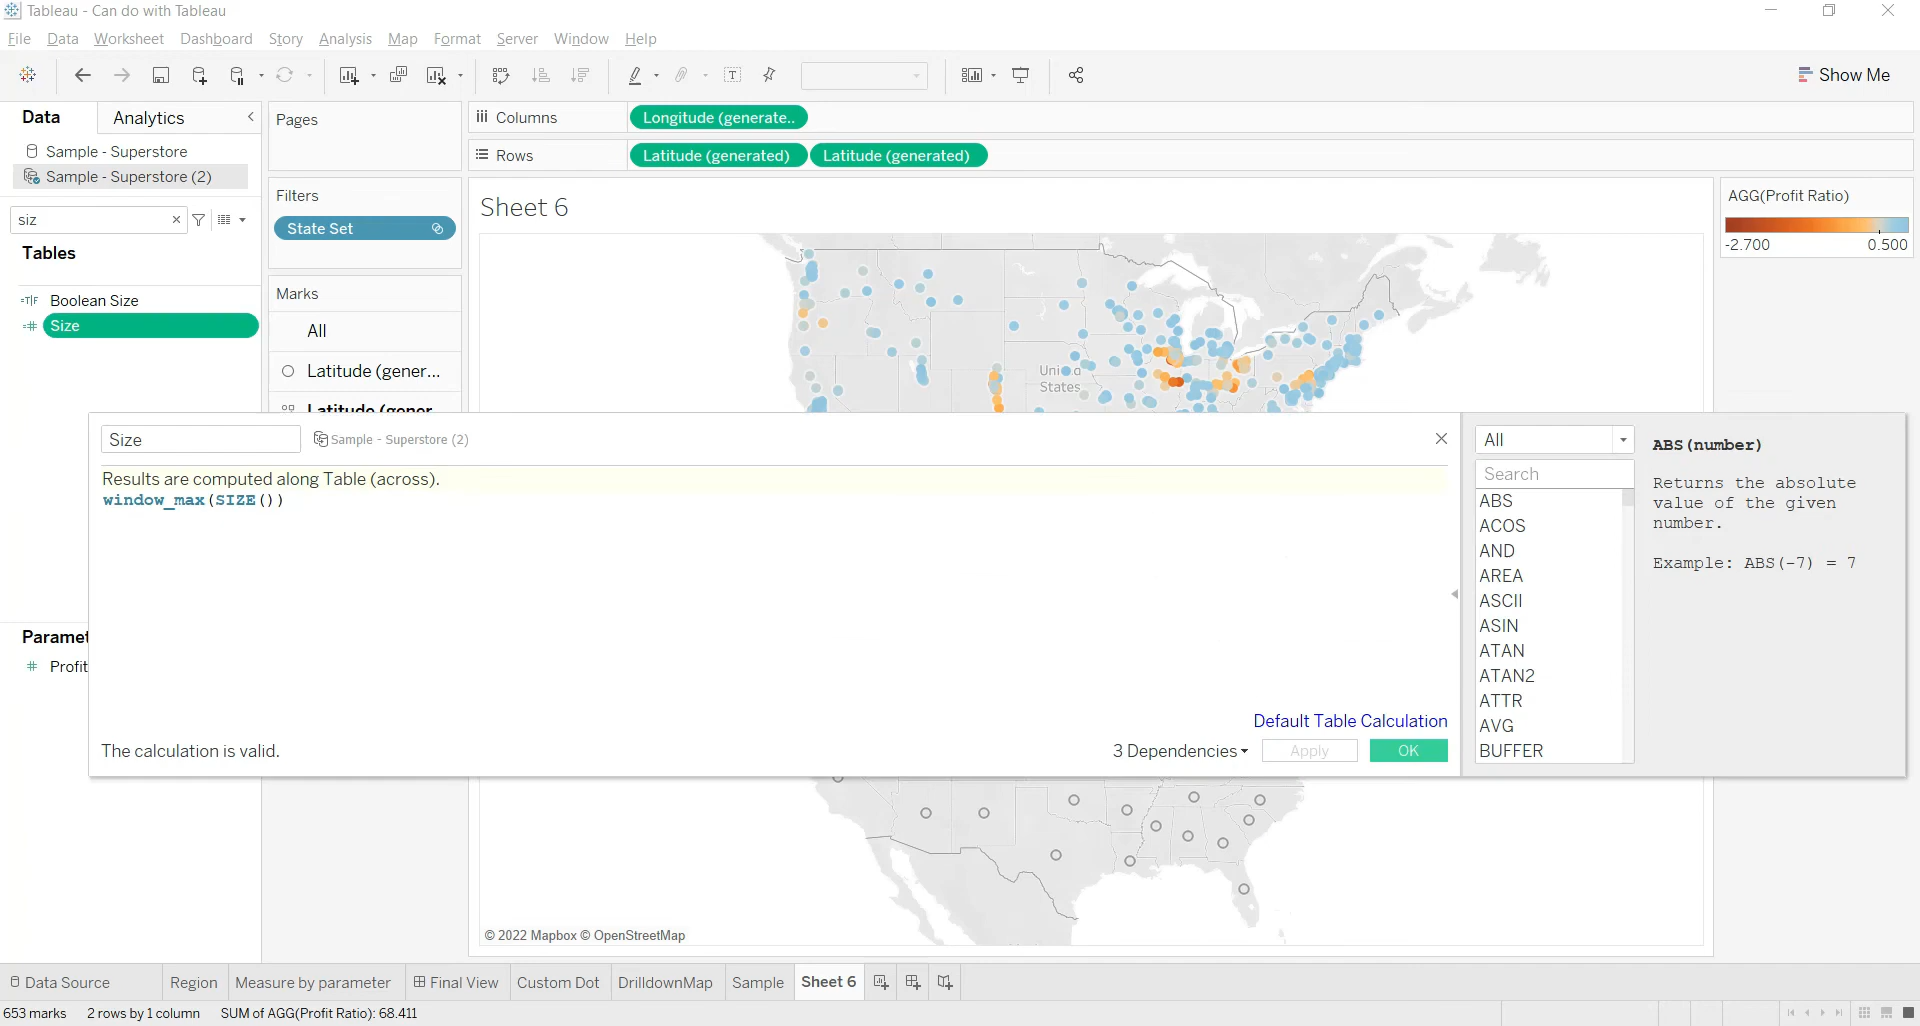 Tableau - Can do with Tableau
File Data Worksheet Dashboard Story Analysis Map Format Server Window Help
Show Me
Data Analytics
Sample - Superstore
Sample - Superstore (2)
siz
Tables
Boolean Size
Size
Paramet
Profit
Pages
Filters
State Set
Marks
All
Latitude (gener...
Latitude (gener
Columns Longitude (generate..
Rows Latitude (generated) Latitude (generated)
Sheet 6
United
States
AGG(Profit Ratio)
-2.700 0.500
Size Sample - Superstore (2)
Results are computed along Table (across).
window_max(SIZE())
The calculation is valid.
Default Table Calculation
3 Dependencies Apply OK
All
Search
ABS
ACOS
AND
AREA
ASCII
ASIN
ATAN
ATAN2
ATTR
AVG
BUFFER
ABS(number)
Returns the absolute
value of the given
number.
Example: ABS(-7) = 7
© 2022 Mapbox © OpenStreetMap
Data Source Region Measure by parameter Final View Custom Dot DrilldownMap Sample Sheet 6
653 marks 2 rows by 1 column SUM of AGG(Profit Ratio): 68.411